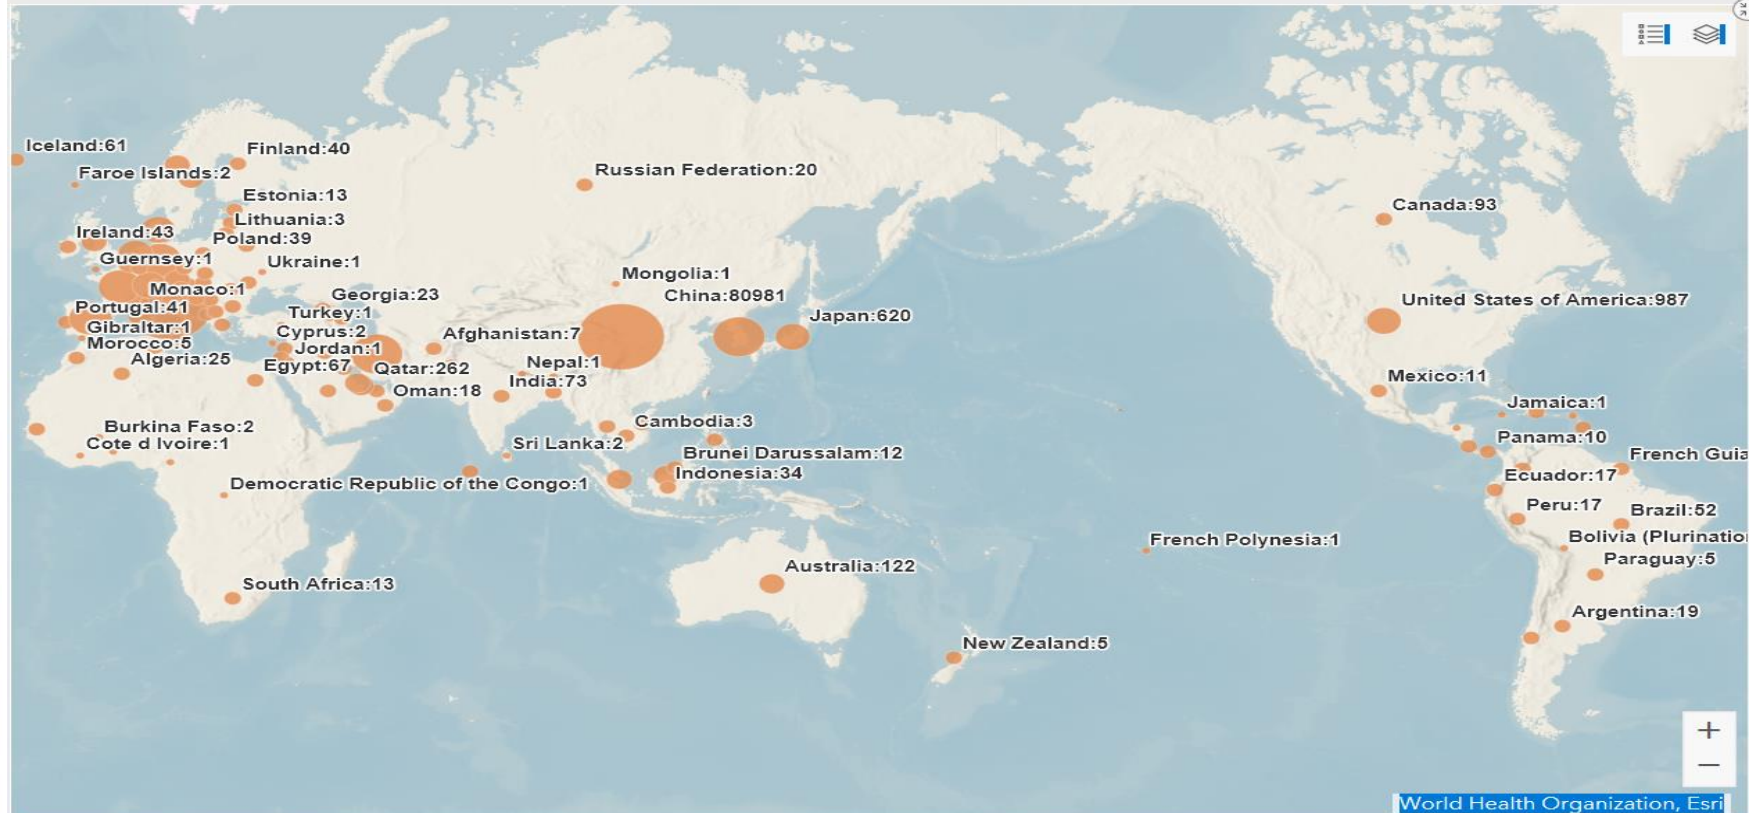 Iceland:61
Finland:40
Faroe Islands:2
Russian Federation:20
Estonia:13
Canada:93
Lithuania:3
Ireland:43
Poland:39
Guernsey:1
Ukraine:1
Mongolia:1
Monaco:1
Georgia:23
China:80981
United States of America:987
Portugal:41
Turkey:1
Japan:620
Gibraltar:1
Cyprus:2
Afghanistan:7
Morocco:5
Jordan:1
Algeria:25
Egypt:67
Qatar:262
Nepal:1
Mexico:11
India:73
Oman:18
Jamaica:1
Burkina Faso:2
Cambodia:3
Cote d Ivoire:1
Sri Lanka:2
Panama:10
Brunei Darussalam:12
French Guia
Indonesia:34
Ecuador:17
Democratic Republic of the Congo:1
Peru:17
Brazil:52
French Polynesia:1
Bolivia (Plurinatio
Paraguay:5
Australia:122
South Africa:13
Argentina:19
New Zealand:5
+
−
World Health Organization, Esri